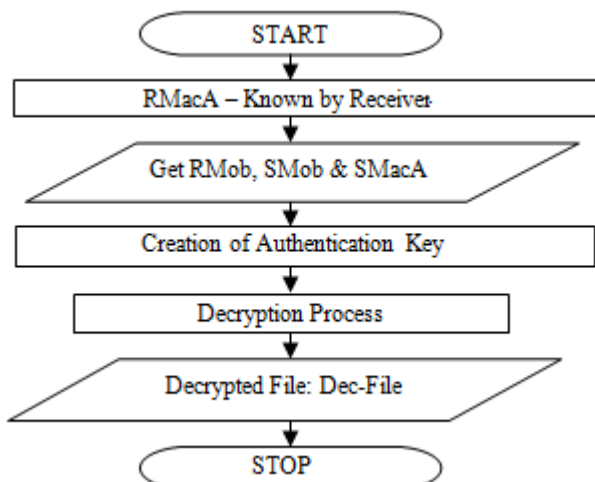 START
RMacA – Known by Receiver
Get RMob, SMob & SMacA
Creation of Authentication Key
Decryption Process
Decrypted File: Dec-File
STOP